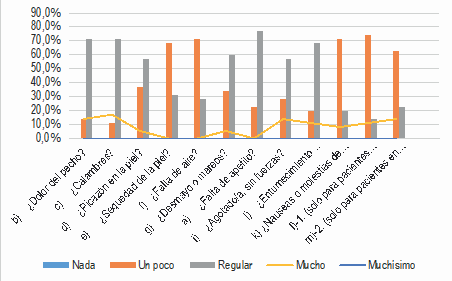 90,0%
80,0%
70,0%
60,0%
50,0%
40,0%
30,0%
20,0%
10,0%
0,0%
b) ¿Dolor del pecho?
c) ¿Calambres?
d) ¿Picazón en la piel?
e) ¿Sequedad de la piel?
f) ¿Falta de aire?
g) ¿Desmayo o mareos?
a) ¿Falta de apetito?
i) ¿Agotado/a, sin fuerzas?
j) ¿Entumecimiento...
k) ¿Nauseas o molestias de...
l)-1. (solo para pacientes...
m)-2. (solo para pacientes en...
Nada Un poco Regular Mucho Muchisimo